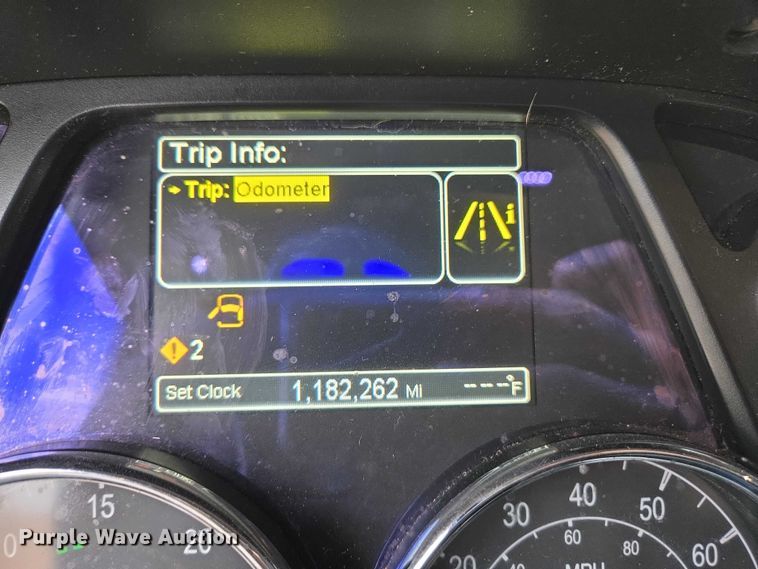 Trip Info:
Trip: Odometer
i
2
Set Clock 1,182,262 Mi ---°F
15
0 20
40 50
30 60
20
60 80
MPH
Purple Wave Auction